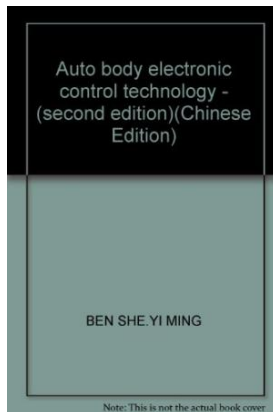 Auto body electronic
control technology -
(second edition)(Chinese
Edition)
BEN SHE.YI MING
Note: This is not the actual book cover